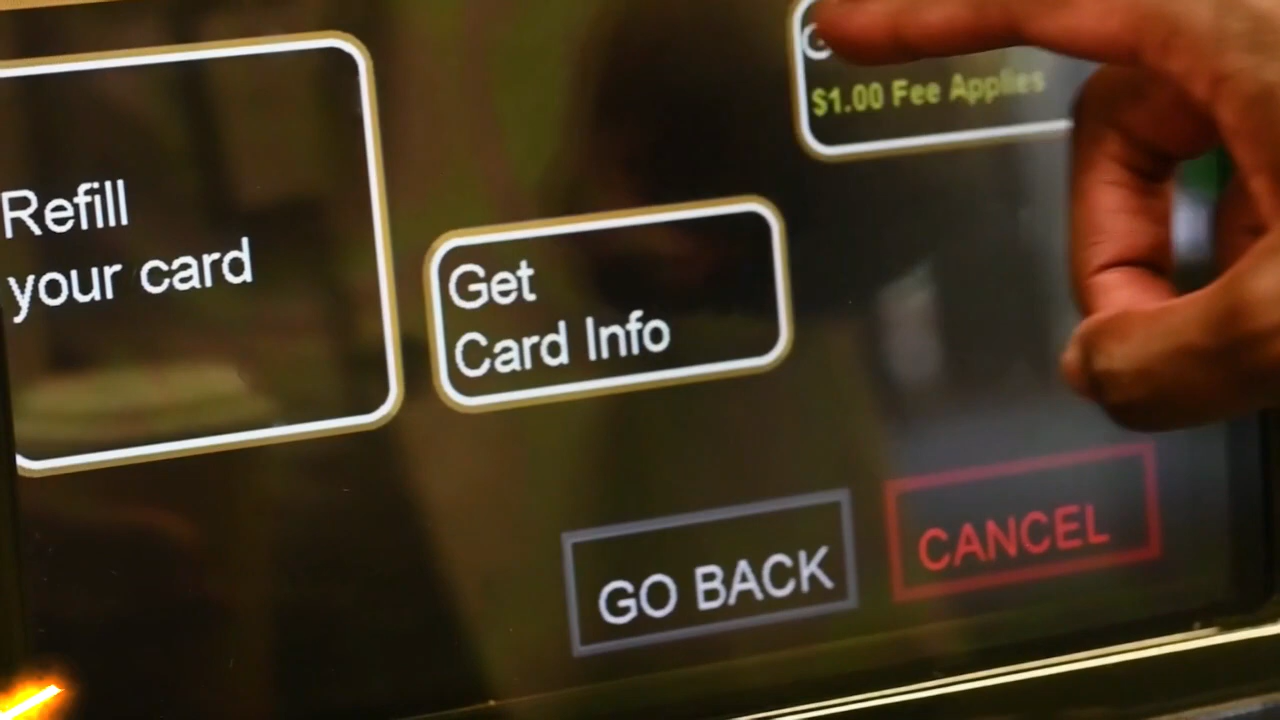 $1.00 Fee Applies
Refill
your card
Get
Card Info
GO BACK
CANCEL